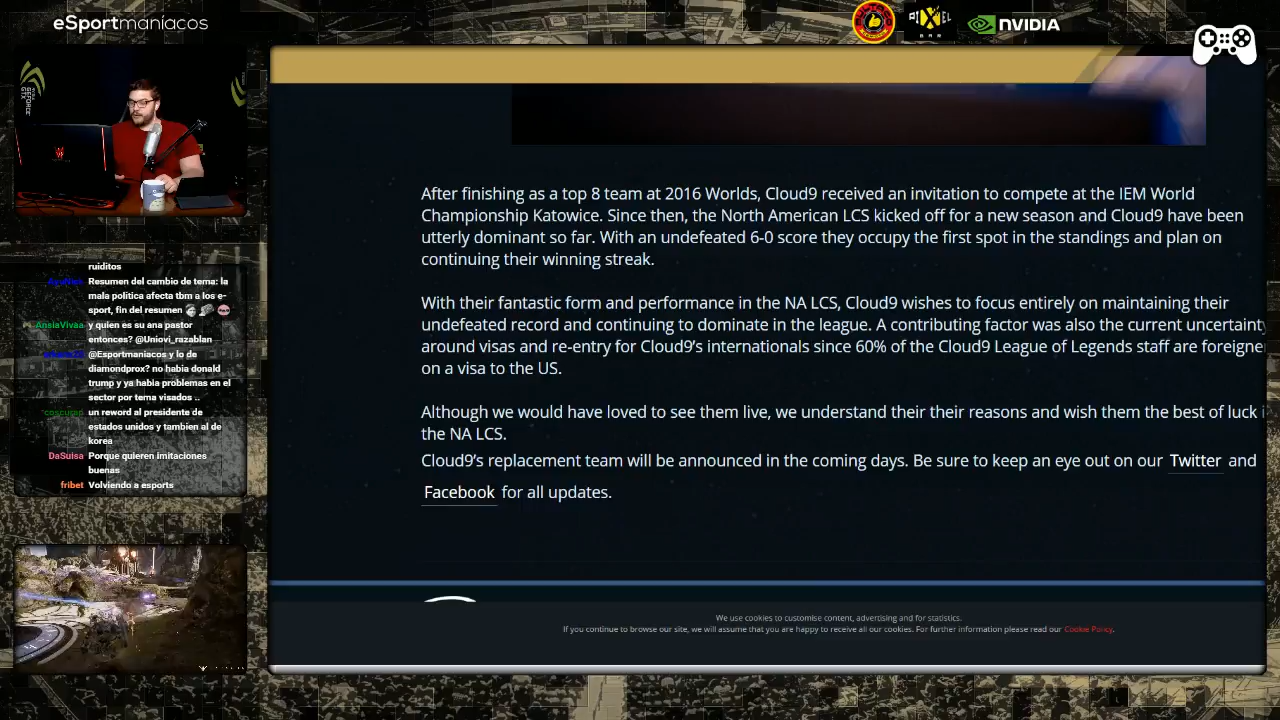 eSportmaníacos
PIXEL
BAR
NVIDIA
GEFORCE
GTX
After finishing as a top 8 team at 2016 Worlds, Cloud9 received an invitation to compete at the IEM World
Championship Katowice. Since then, the North American LCS kicked off for a new season and Cloud9 have been
utterly dominant so far. With an undefeated 6-0 score they occupy the first spot in the standings and plan on
continuing their winning streak.
With their fantastic form and performance in the NA LCS, Cloud9 wishes to focus entirely on maintaining their
undefeated record and continuing to dominate in the league. A contributing factor was also the current uncertainty
around visas and re-entry for Cloud9's internationals since 60% of the Cloud9 League of Legends staff are foreigne
on a visa to the US.
Although we would have loved to see them live, we understand their their reasons and wish them the best of luck i
the NA LCS.
Cloud9's replacement team will be announced in the coming days. Be sure to keep an eye out on our Twitter and
Facebook for all updates.
We use cookies to customise content, advertising and for statistics.
If you continue to browse our site, we will assume that you are happy to receive all our cookies. For further information please read our Cookie Policy.
ruiditos
Resumen del cambio de tema: la
mala politica afecta tbm a los e-
sport, fin del resumen
AnsiaVivaa y quien es su ana pastor
entonces? @Uniovi_razablan
@Esportmaniacos y lo de
diamondprox? no habia donald
trump y ya habia problemas en el
sector por tema visados ..
un reword al presidente de
estados unidos y tambien al de
korea
DaSuisa Porque quieren imitaciones
buenas
fribet Volviendo a esports